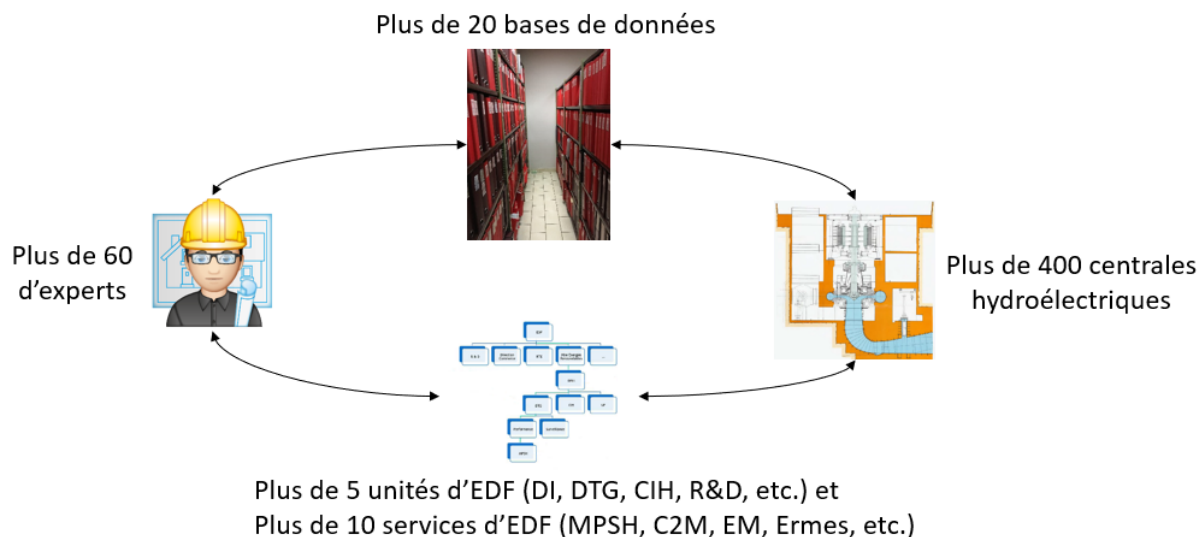 Plus de 20 bases de données
Plus de 60
d'experts
Plus de 400 centrales
hydroélectriques
Plus de 5 unités d'EDF (DI, DTG, CIH, R&D, etc.) et
Plus de 10 services d'EDF (MPSH, C2M, EM, Ermes, etc.)